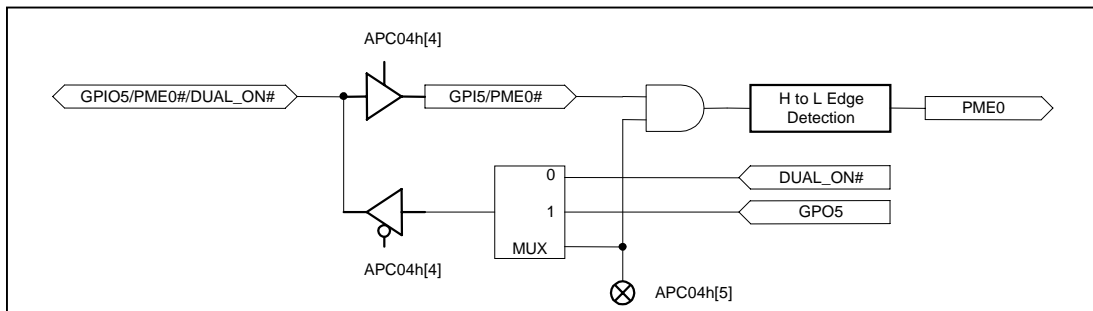 APC04h[4]
GPIO5/PME0#/DUAL_ON#
GPI5/PME0#
H to L Edge
Detection
PME0
0
DUAL_ON#
1
GPO5
MUX
APC04h[4]
APC04h[5]